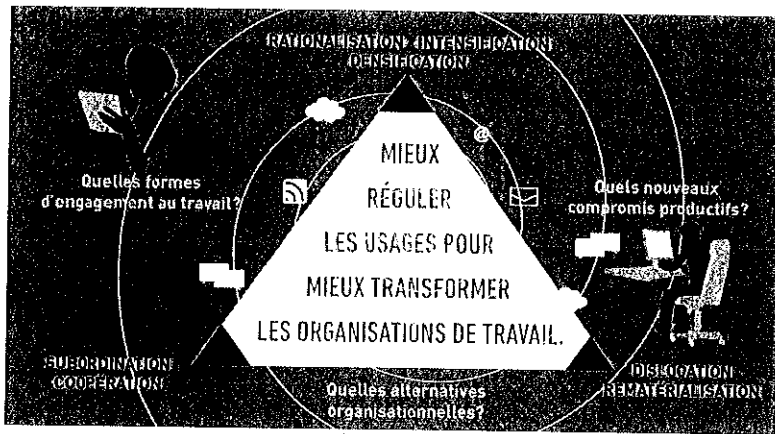 RATIONALISATION / INTENSIFICATION
DENSIFICATION
MIEUX
RÉGULER
LES USAGES POUR
MIEUX TRANSFORMER
LES ORGANISATIONS DE TRAVAIL.
Quelles formes
d'engagement au travail?
@
Quels nouveaux
compromis productifs?
SUBORDINATION
COOPÉRATION
Quelles alternatives
organisationnelles?
DISLOCATION
REMATÉRIALISATION